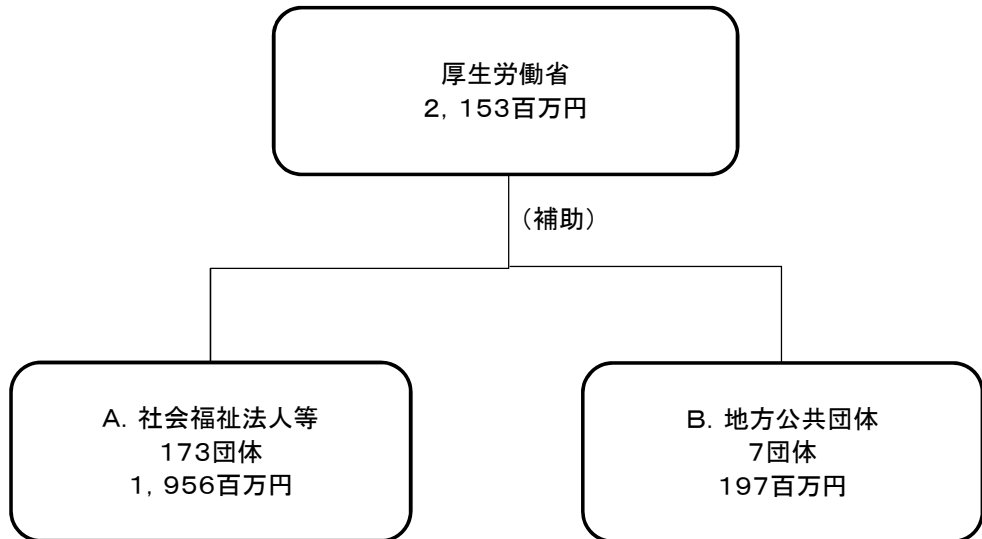 厚生労働省
2,153百万円
(補助)
A.社会福祉法人等
173団体
1,956百万円
B.地方公共団体
7団体
197百万円